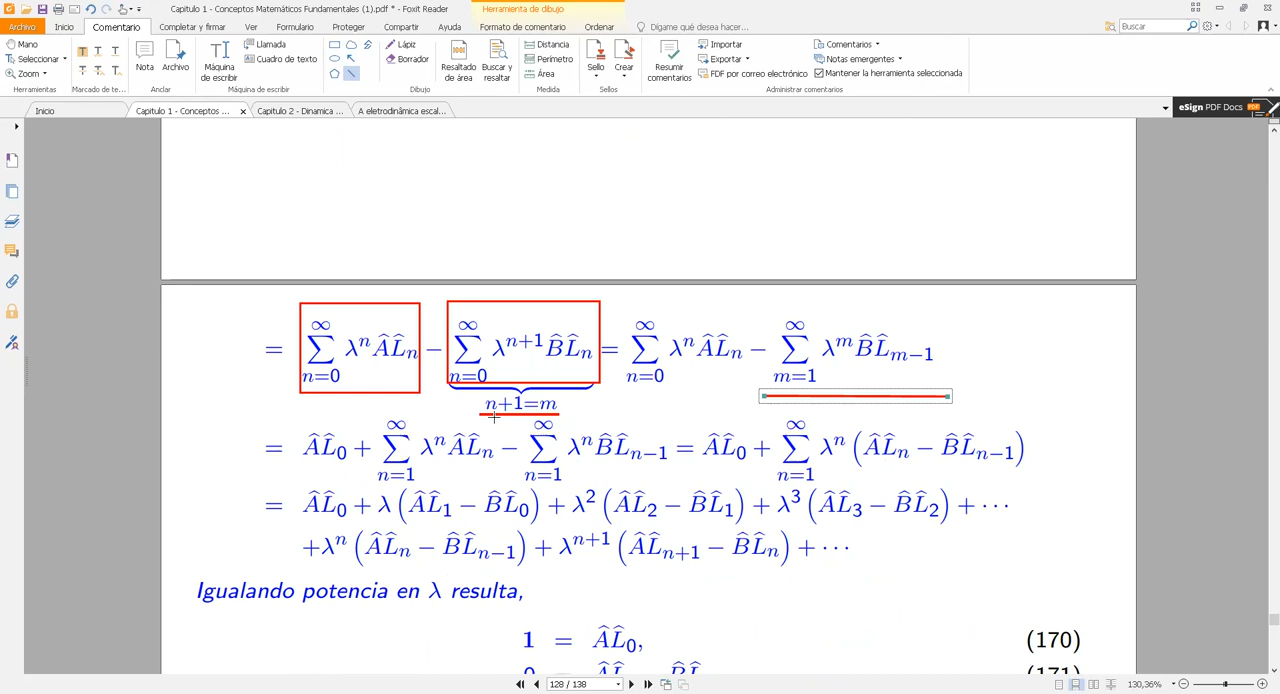 Capitulo 1 - Conceptos Matemáticos Fundamentales (1).pdf * - Foxit Reader
Herramienta de dibujo
Archivo Inicio Comentario Completar y firmar Ver Formulario Proteger Compartir Ayuda Formato de comentario Ordenar Dígame qué desea hacer... Buscar
Mano
Seleccionar
Zoom
Herramientas
Marcado de te...
Nota
Archivo
Anclar
Máquina de escribir
Llamada
Cuadro de texto
Máquina de escribir
Lápiz
Borrador
Dibujo
Resaltado de área
Buscar y resaltar
Distancia
Perímetro
Área
Medida
Sello
Crear
Sellos
Resumir comentarios
Importar
Exportar
FDF por correo electrónico
Comentarios
Notas emergentes
Mantener la herramienta seleccionada
Administrar comentarios
Inicio
Capitulo 1 - Conceptos ...
Capitulo 2 - Dinamica ...
A eletrodinâmica escal...
eSign PDF Docs
= ∑_{n=0}^{∞} λ^n ÂL̂_n − ∑_{n=0}^{∞} λ^{n+1} B̂L̂_n = ∑_{n=0}^{∞} λ^n ÂL̂_n − ∑_{m=1}^{∞} λ^m B̂L̂_{m−1}
n+1=m
= ÂL̂_0 + ∑_{n=1}^{∞} λ^n ÂL̂_n − ∑_{n=1}^{∞} λ^n B̂L̂_{n−1} = ÂL̂_0 + ∑_{n=1}^{∞} λ^n (ÂL̂_n − B̂L̂_{n−1})
= ÂL̂_0 + λ (ÂL̂_1 − B̂L̂_0) + λ^2 (ÂL̂_2 − B̂L̂_1) + λ^3 (ÂL̂_3 − B̂L̂_2) + ···
+λ^n (ÂL̂_n − B̂L̂_{n−1}) + λ^{n+1} (ÂL̂_{n+1} − B̂L̂_n) + ···
Igualando potencia en λ resulta,
1 = ÂL̂_0, (170)
128 / 138
130,36%